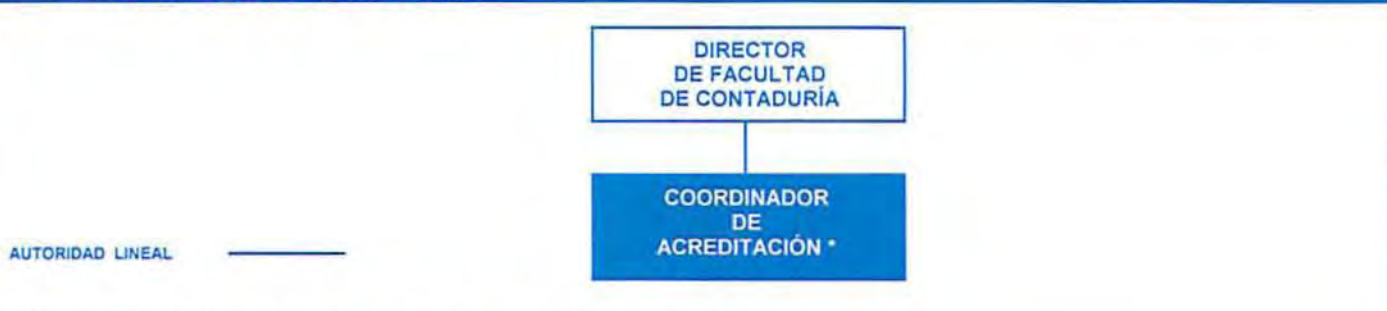 DIRECTOR
DE FACULTAD
DE CONTADURÍA
COORDINADOR
DE
ACREDITACIÓN *
AUTORIDAD LINEAL